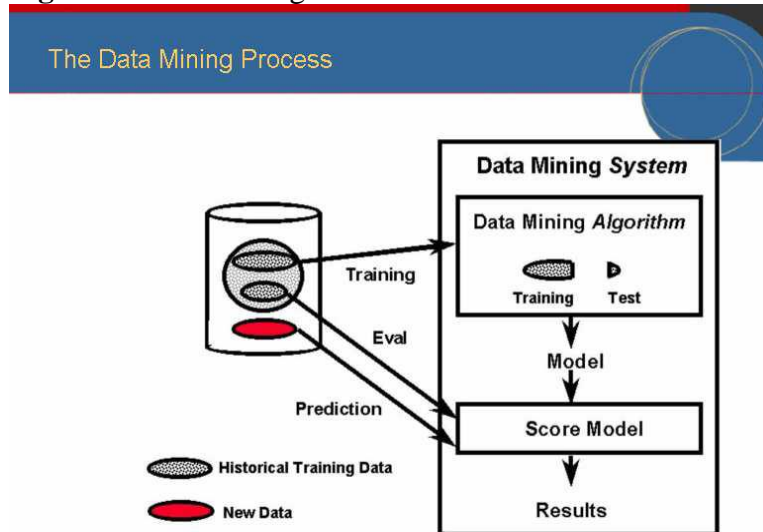 The Data Mining Process
Data Mining System
Data Mining Algorithm
Training Test
Training
Eval
Model
Prediction
Score Model
Historical Training Data
New Data
Results